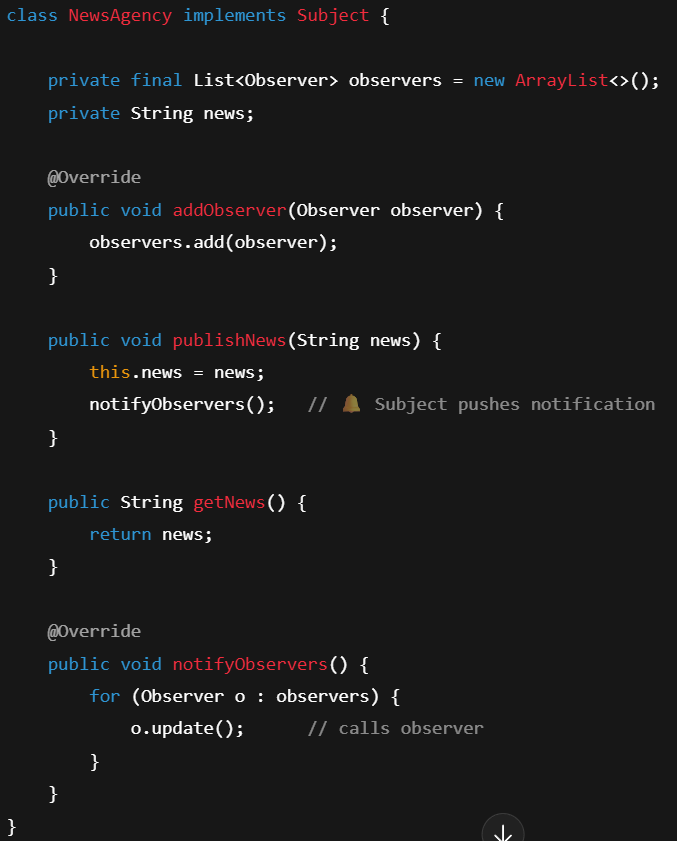 class NewsAgency implements Subject {
    private final List<Observer> observers = new ArrayList<>();
    private String news;
    @Override
    public void addObserver(Observer observer) {
        observers.add(observer);
    }
    public void publishNews(String news) {
        this.news = news;
        notifyObservers();   // 🔔 Subject pushes notification
    }
    public String getNews() {
        return news;
    }
    @Override
    public void notifyObservers() {
        for (Observer o : observers) {
            o.update();      // calls observer
        }
    }
}